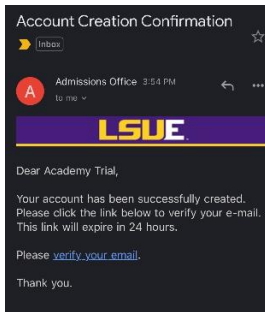 Account Creation Confirmation
Inbox
A
Admissions Office 3:54 PM
to me
LSUE
Dear Academy Trial,
Your account has been successfully created.
Please click the link below to verify your e-mail.
This link will expire in 24 hours.
Please verify your email.
Thank you.